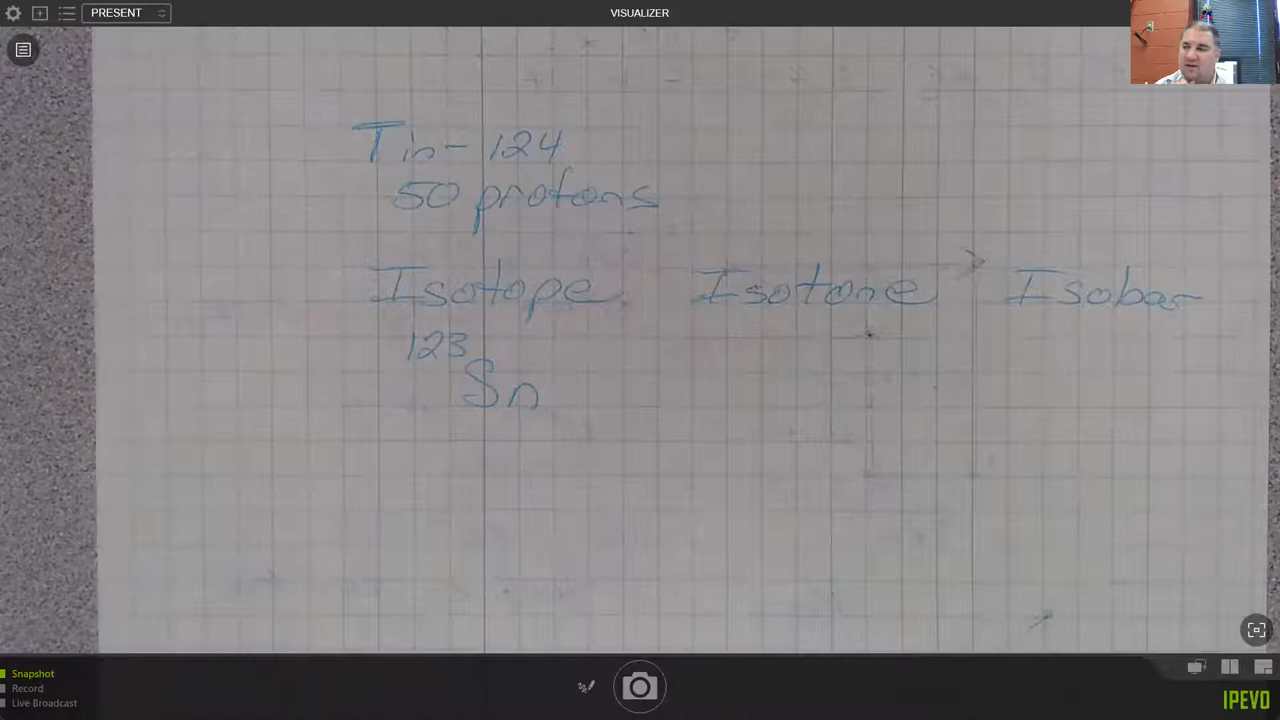 PRESENT
VISUALIZER
Tin-124
50 protons
Isotope Isotone Isobar
123
Sn
Snapshot
Record
Live Broadcast
IPEVO